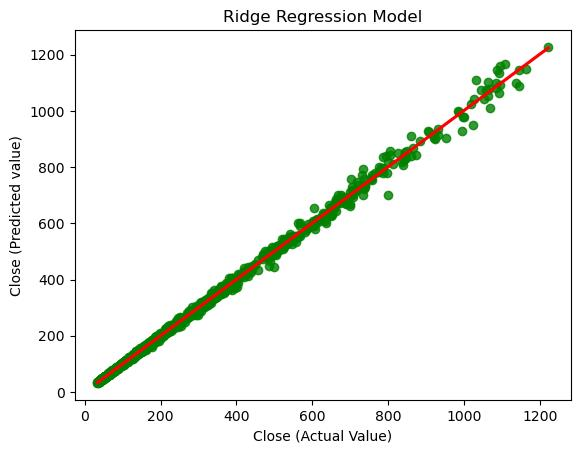 Ridge Regression Model
Close (Predicted value)
1200
1000
800
600
400
200
0
0 200 400 600 800 1000 1200
Close (Actual Value)